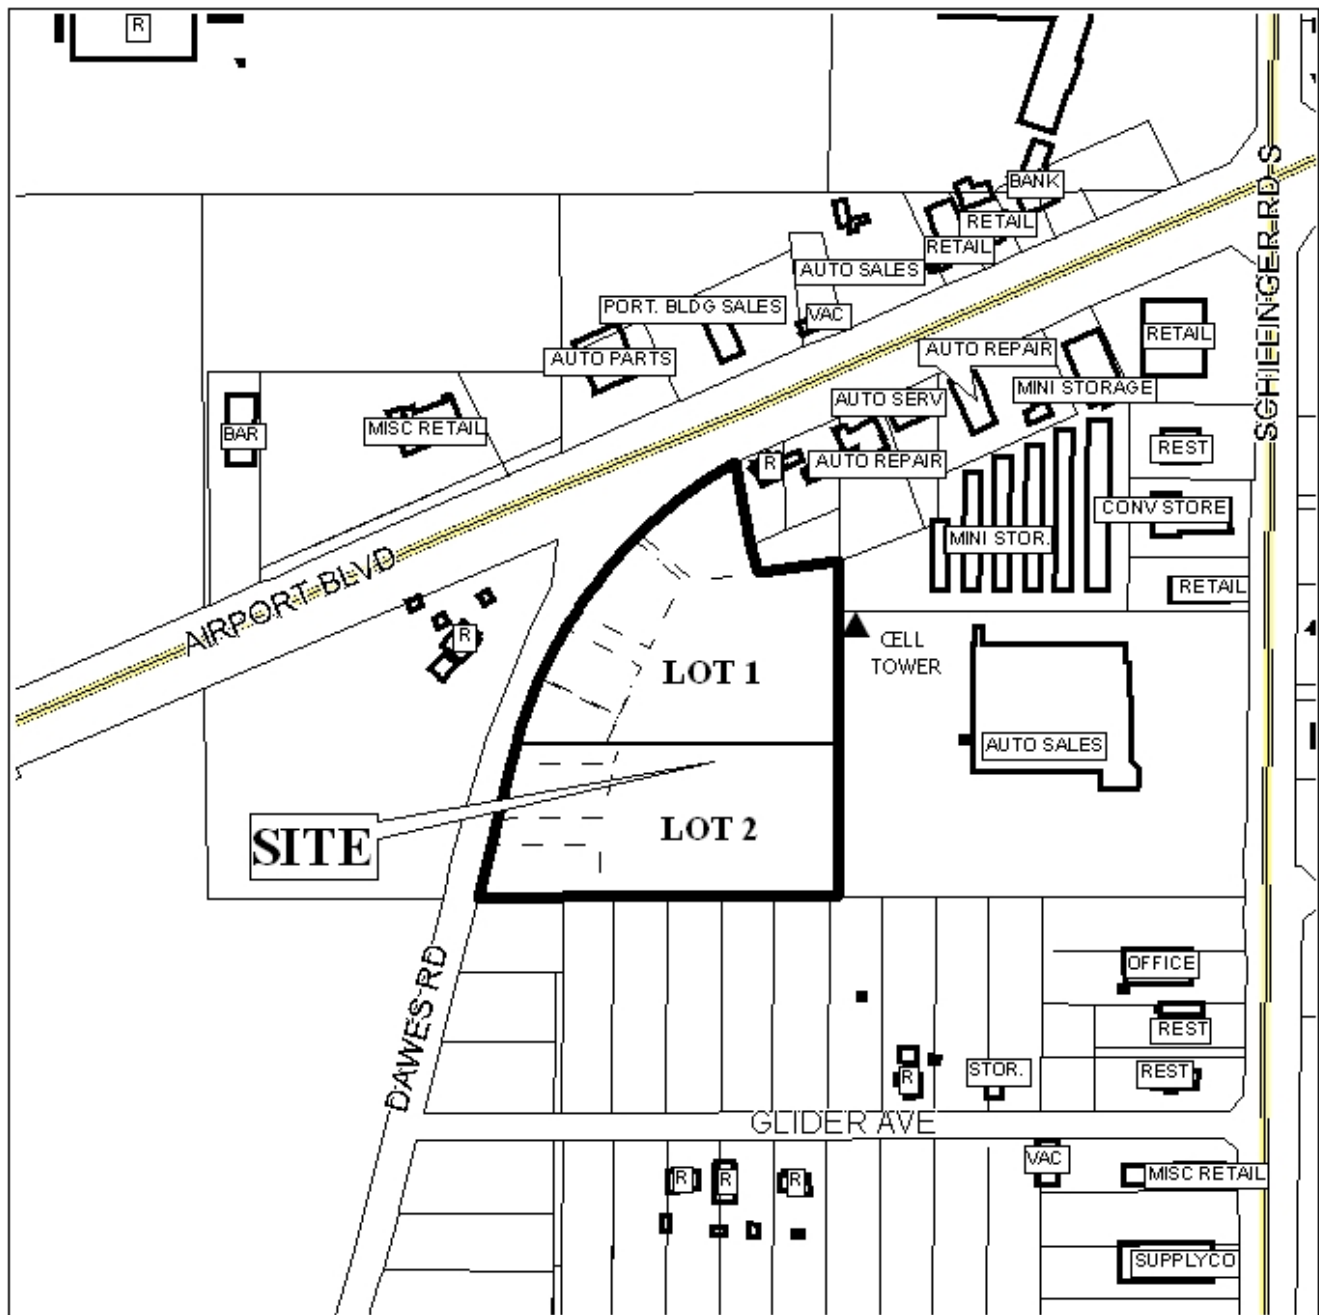 R
BANK
RETAIL
RETAIL
AUTO SALES
PORT. BLDG SALES
VAC
AUTO PARTS
AUTO REPAIR
RETAIL
MINI STORAGE
AUTO SERV
BAR
MISC RETAIL
R
AUTO REPAIR
REST
CONV STORE
MINI STOR.
RETAIL
SCHILLINGER RD S
AIRPORT BLVD
R
CELL
TOWER
LOT 1
AUTO SALES
SITE
LOT 2
DAWES RD
OFFICE
REST
R
STOR.
REST
GLIDER AVE
VAC
R
R
R
MISC RETAIL
SUPPLYCO